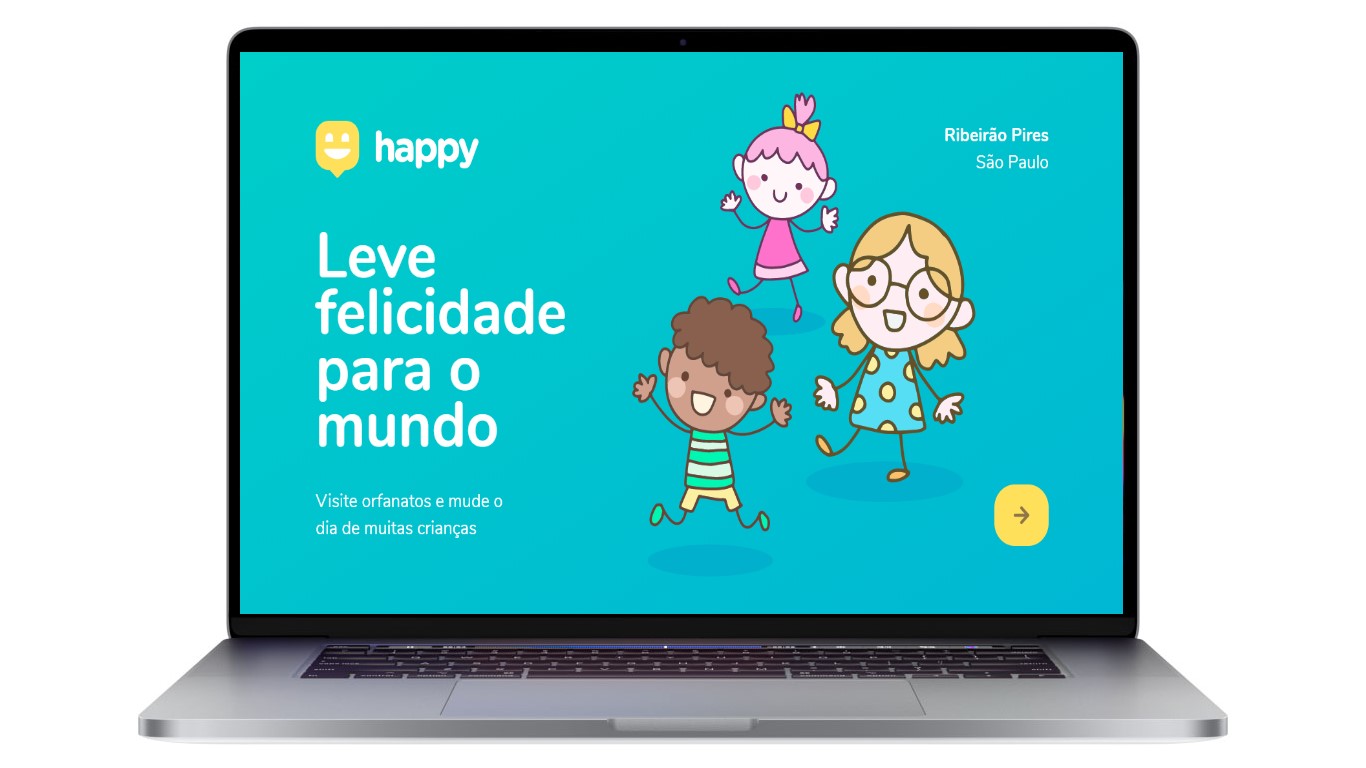 happy
Ribeirão Pires
São Paulo
Leve
felicidade
para o
mundo
Visite orfanatos e mude o
dia de muitas crianças